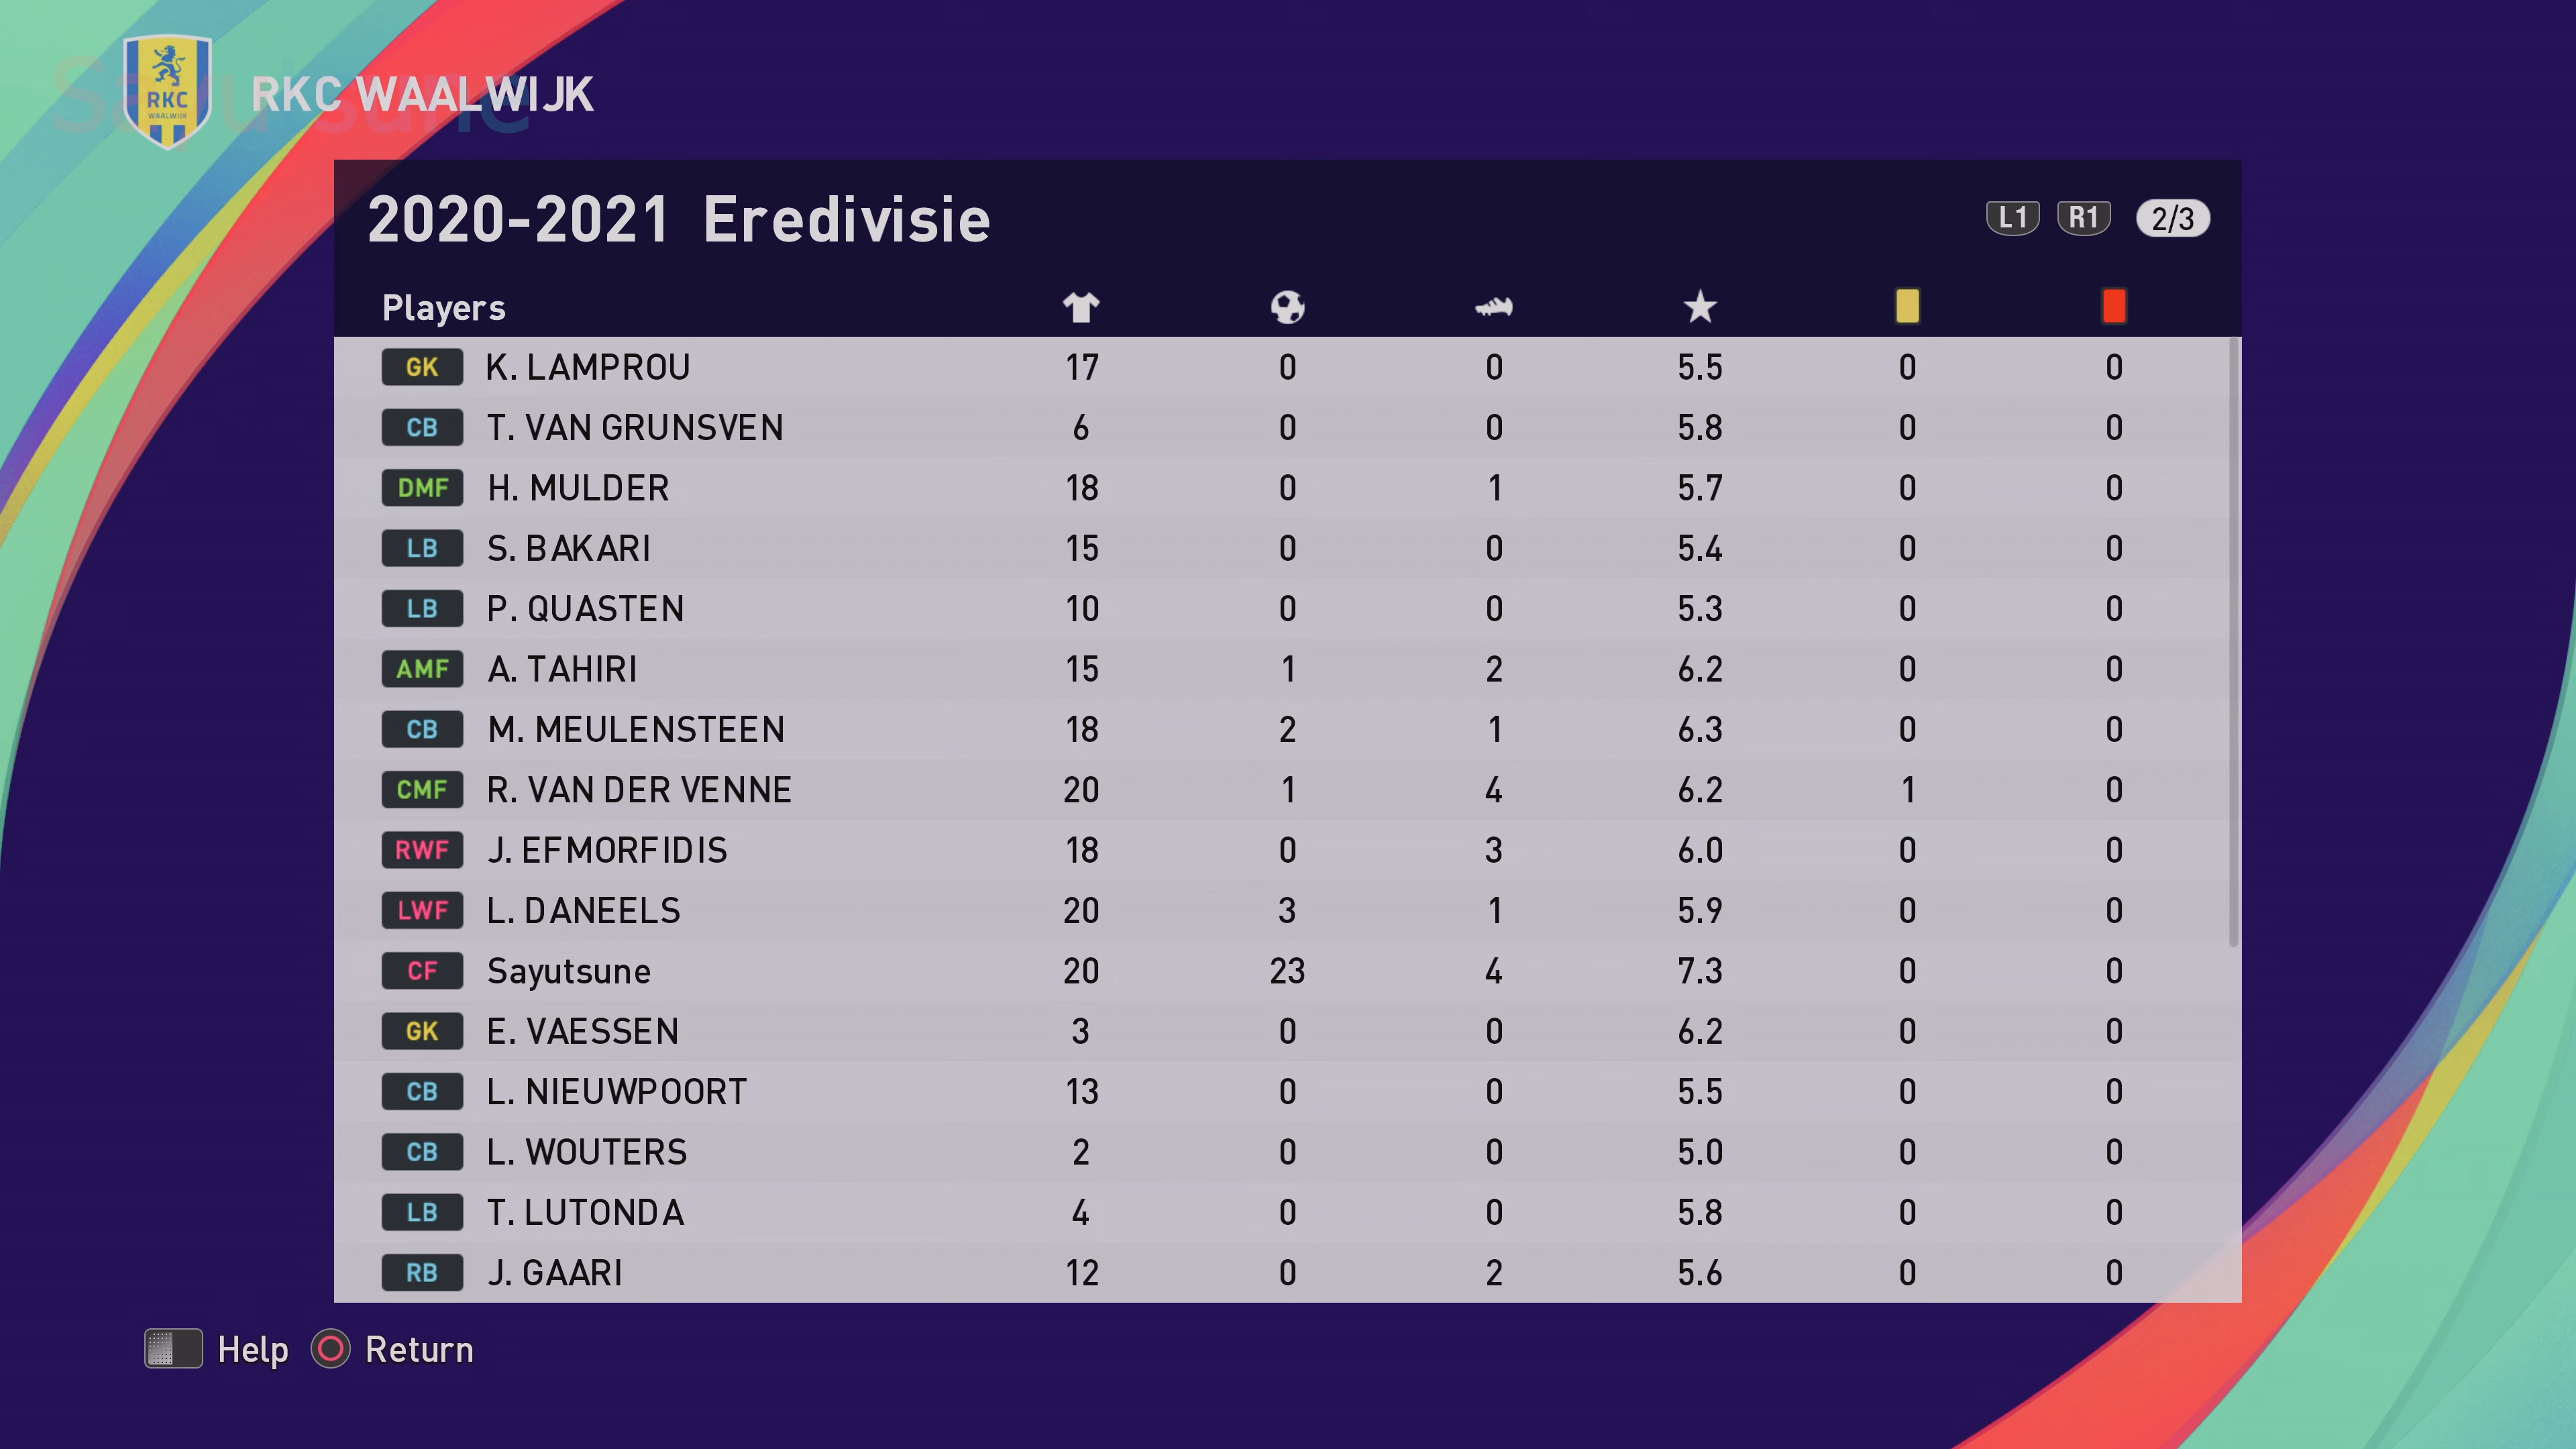 Sayutsune
RKC
WAALWIJK
RKC WAALWIJK
2020-2021 Eredivisie
L1 R1 2/3
Players
GK K. LAMPROU 17 0 0 5.5 0 0
CB T. VAN GRUNSVEN 6 0 0 5.8 0 0
DMF H. MULDER 18 0 1 5.7 0 0
LB S. BAKARI 15 0 0 5.4 0 0
LB P. QUASTEN 10 0 0 5.3 0 0
AMF A. TAHIRI 15 1 2 6.2 0 0
CB M. MEULENSTEEN 18 2 1 6.3 0 0
CMF R. VAN DER VENNE 20 1 4 6.2 1 0
RWF J. EFMORFIDIS 18 0 3 6.0 0 0
LWF L. DANEELS 20 3 1 5.9 0 0
CF Sayutsune 20 23 4 7.3 0 0
GK E. VAESSEN 3 0 0 6.2 0 0
CB L. NIEUWPOORT 13 0 0 5.5 0 0
CB L. WOUTERS 2 0 0 5.0 0 0
LB T. LUTONDA 4 0 0 5.8 0 0
RB J. GAARI 12 0 2 5.6 0 0
Help Return